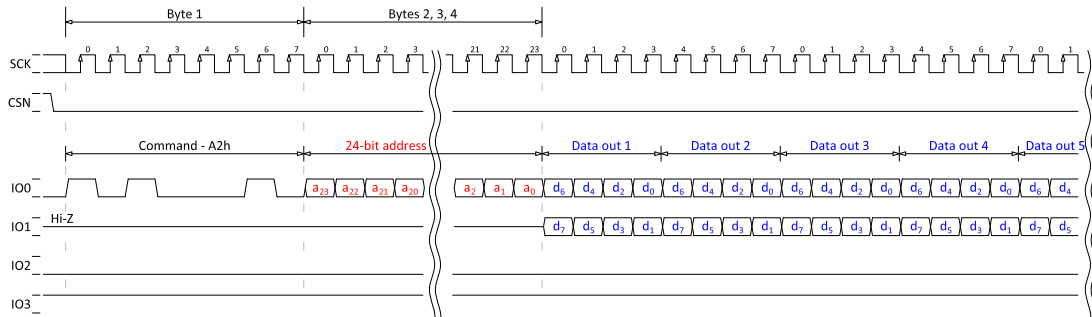 Byte 1 Bytes 2, 3, 4
0 1 2 3 4 5 6 7 0 1 2 3 21 22 23 0 1 2 3 4 5 6 7 0 1 2 3 4 5 6 7 0 1
SCK
CSN
Command - A2h 24-bit address Data out 1 Data out 2 Data out 3 Data out 4 Data out 5
IO0 a23 a22 a21 a20 a2 a1 a0 d6 d4 d2 d0 d6 d4 d2 d0 d6 d4 d2 d0 d6 d4 d2 d0 d6 d4
Hi-Z
IO1 d7 d5 d3 d1 d7 d5 d3 d1 d7 d5 d3 d1 d7 d5 d3 d1 d7 d5
IO2
IO3